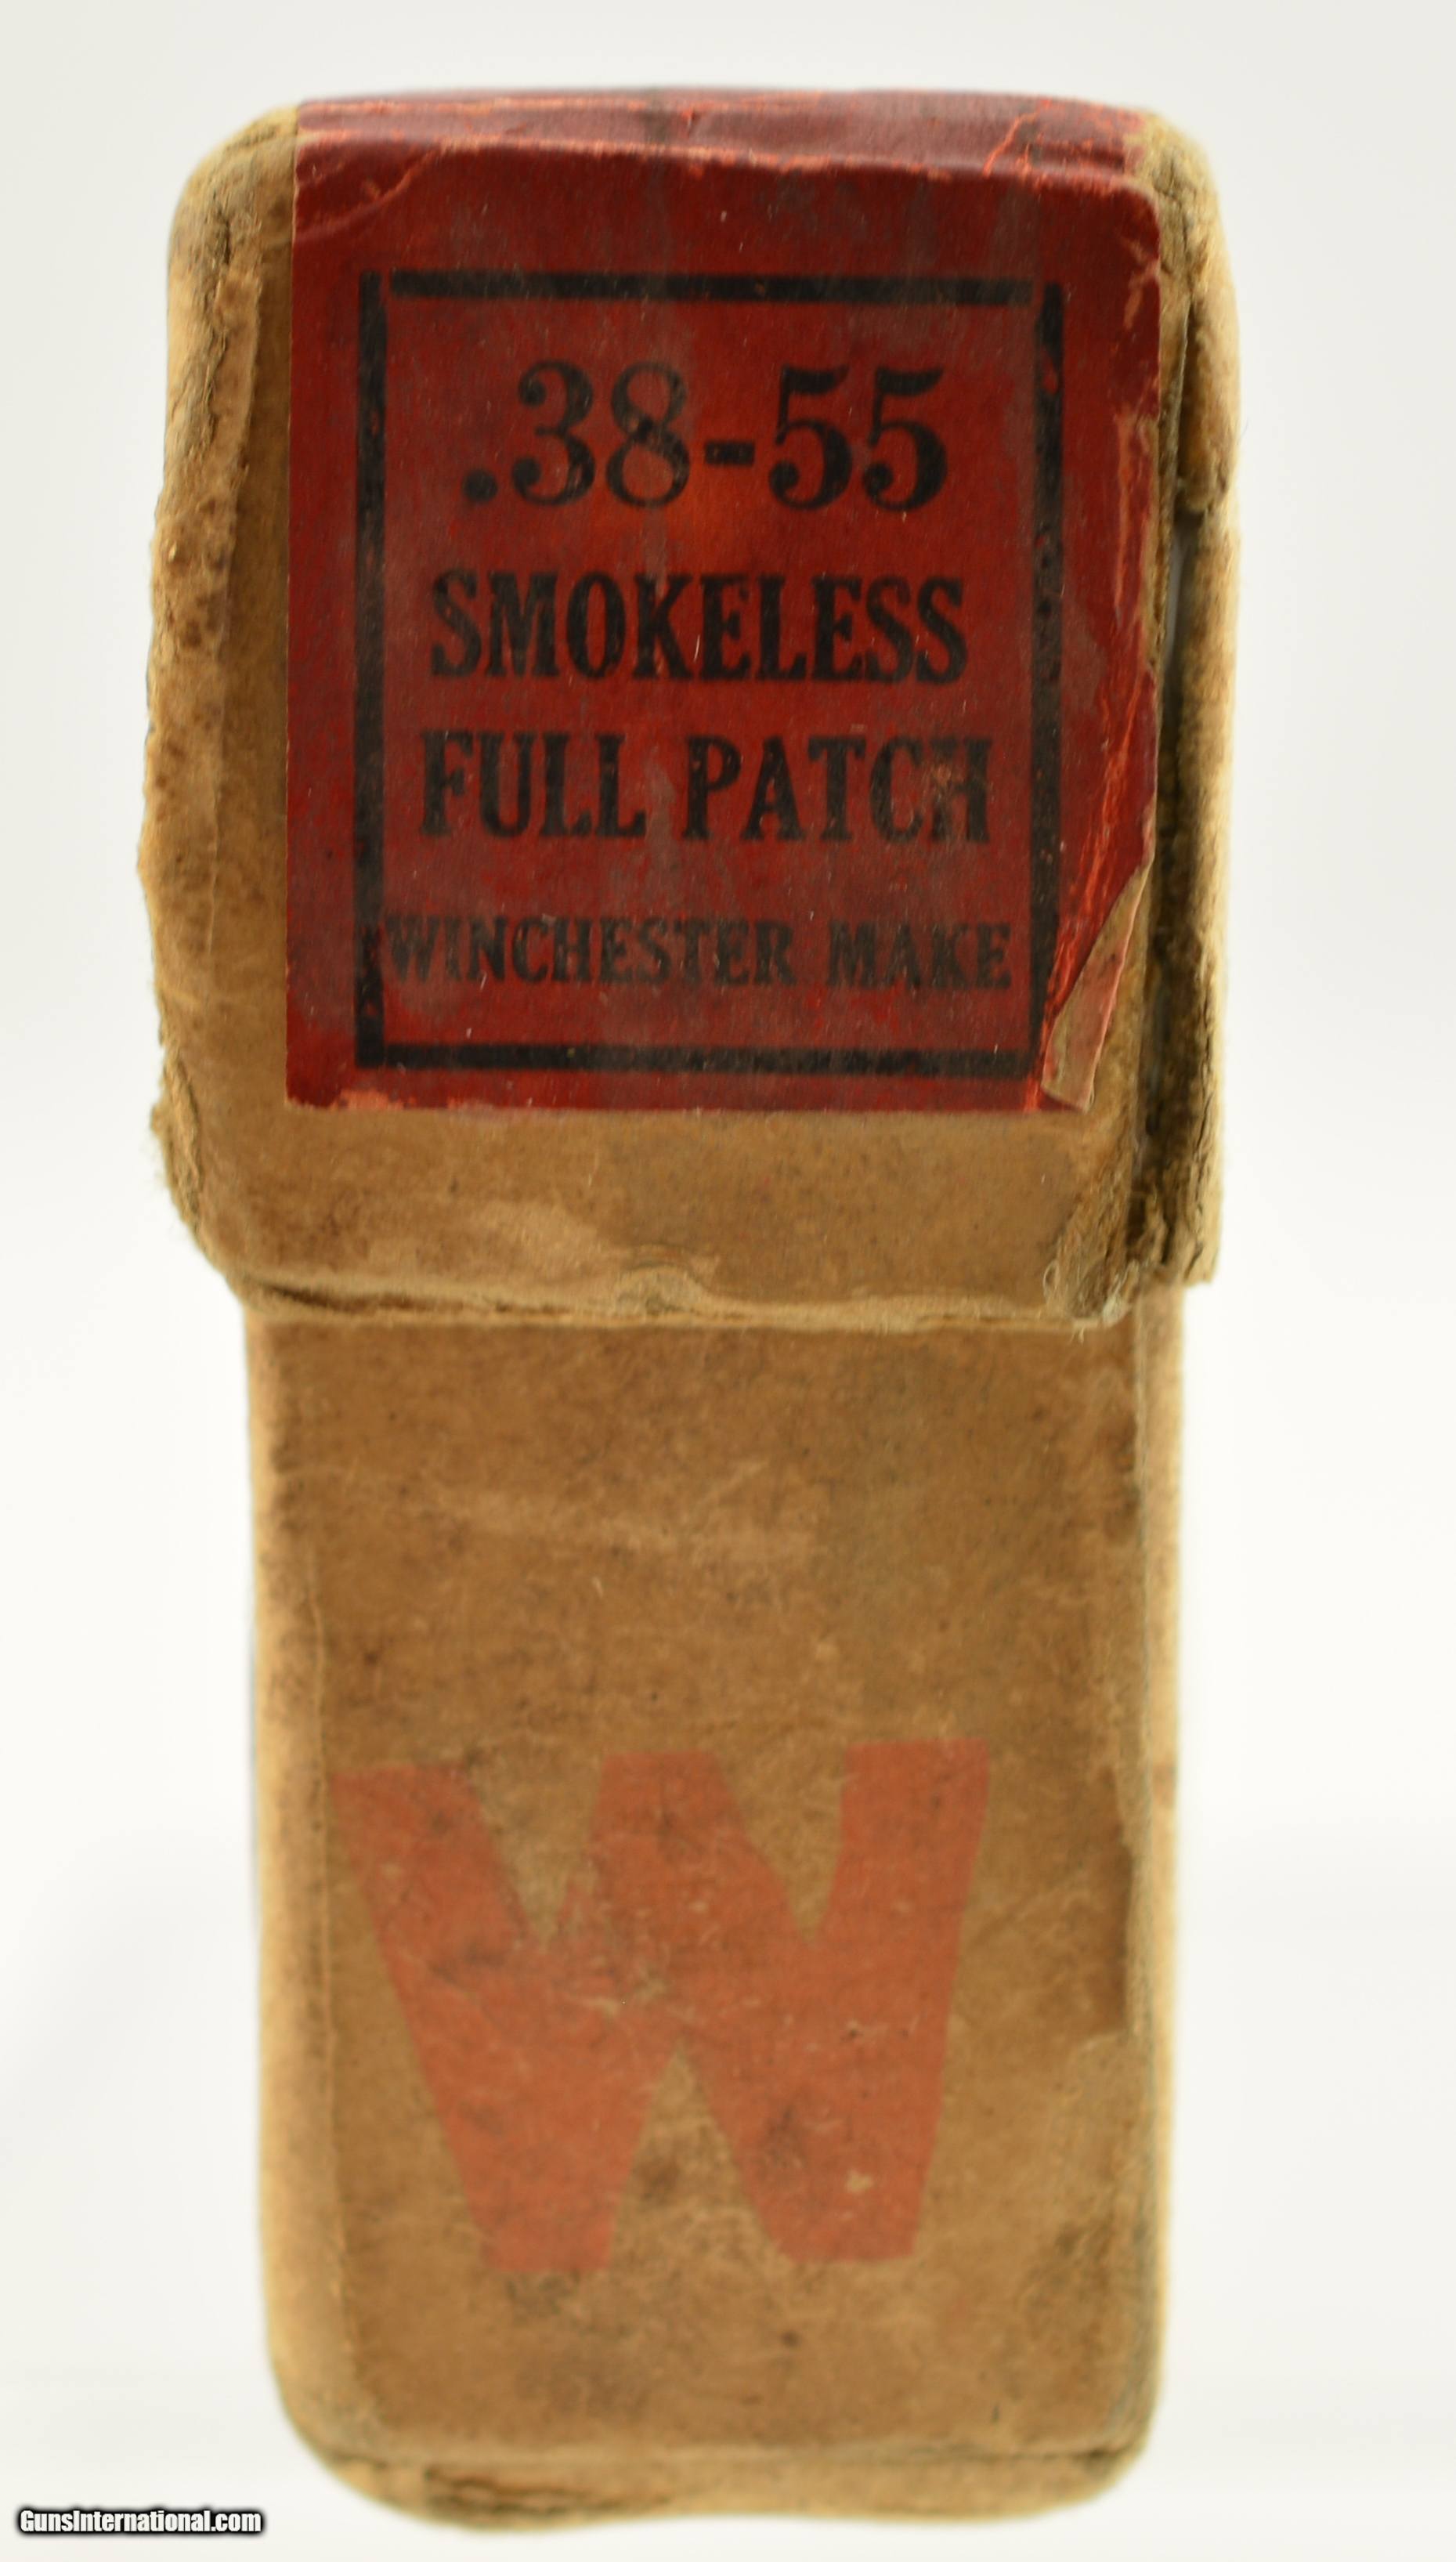 .38-55
SMOKELESS
FULL PATCH
WINCHESTER MAKE
W
GunsInternational.com